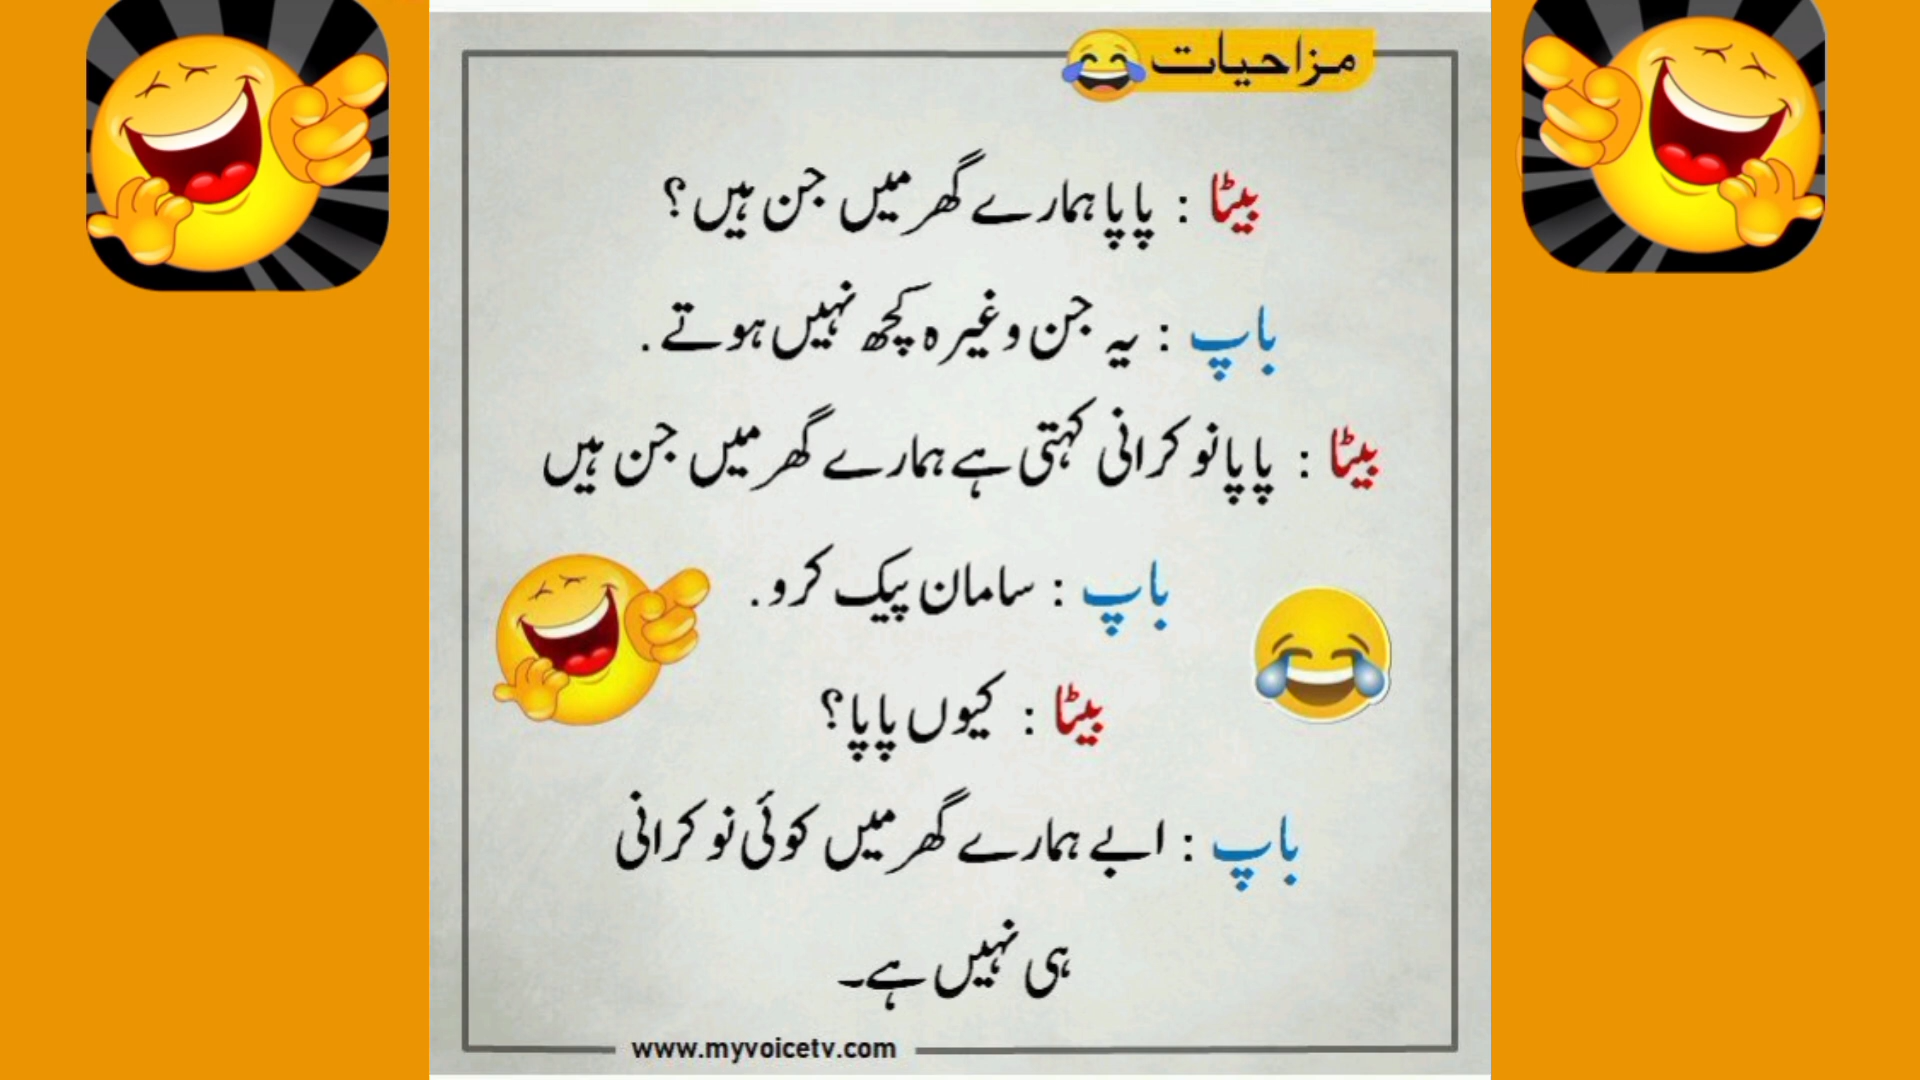 مزاحیات
بیٹا : پاپا ہمارے گھر میں جن ہیں؟
باپ : یہ جن وغیرہ کچھ نہیں ہوتے.
بیٹا : پاپا نوکرانی کہتی ہے ہمارے گھر میں جن ہیں
باپ : سامان پیک کرو.
بیٹا : کیوں پاپا؟
باپ : ابے ہمارے گھر میں کوئی نوکرانی
ہی نہیں ہے۔
www.myvoicetv.com